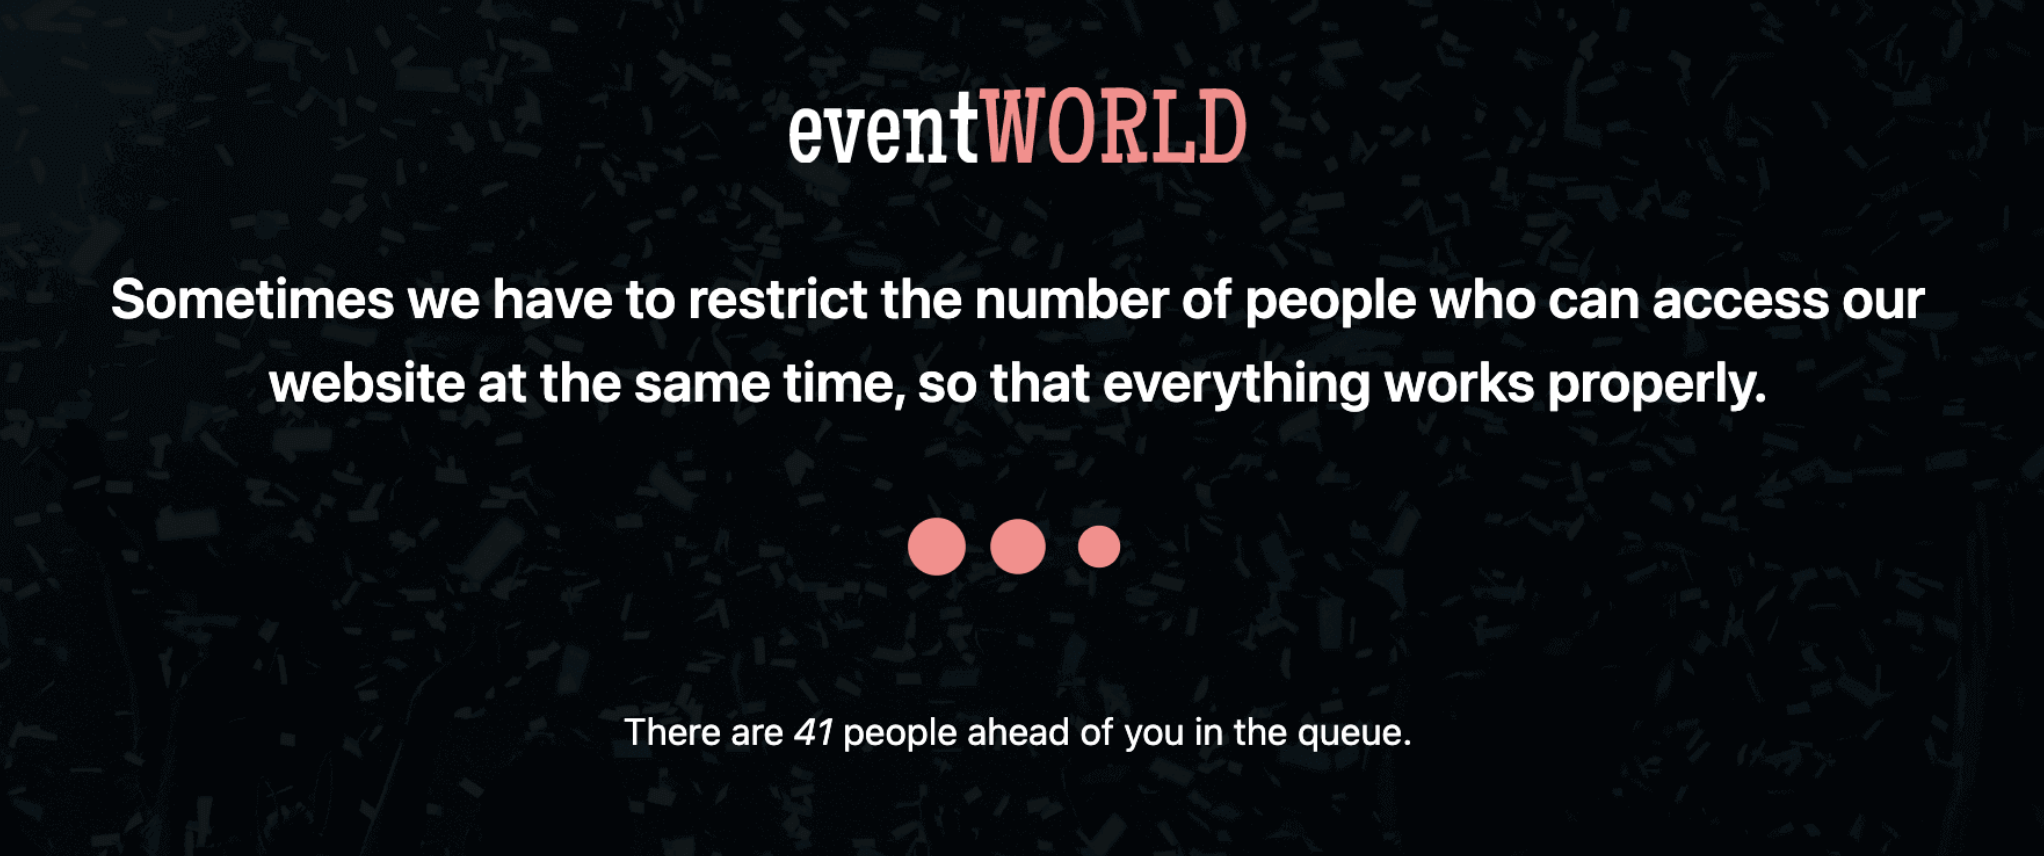 eventWORLD
Sometimes we have to restrict the number of people who can access our
website at the same time, so that everything works properly.
There are 41 people ahead of you in the queue.